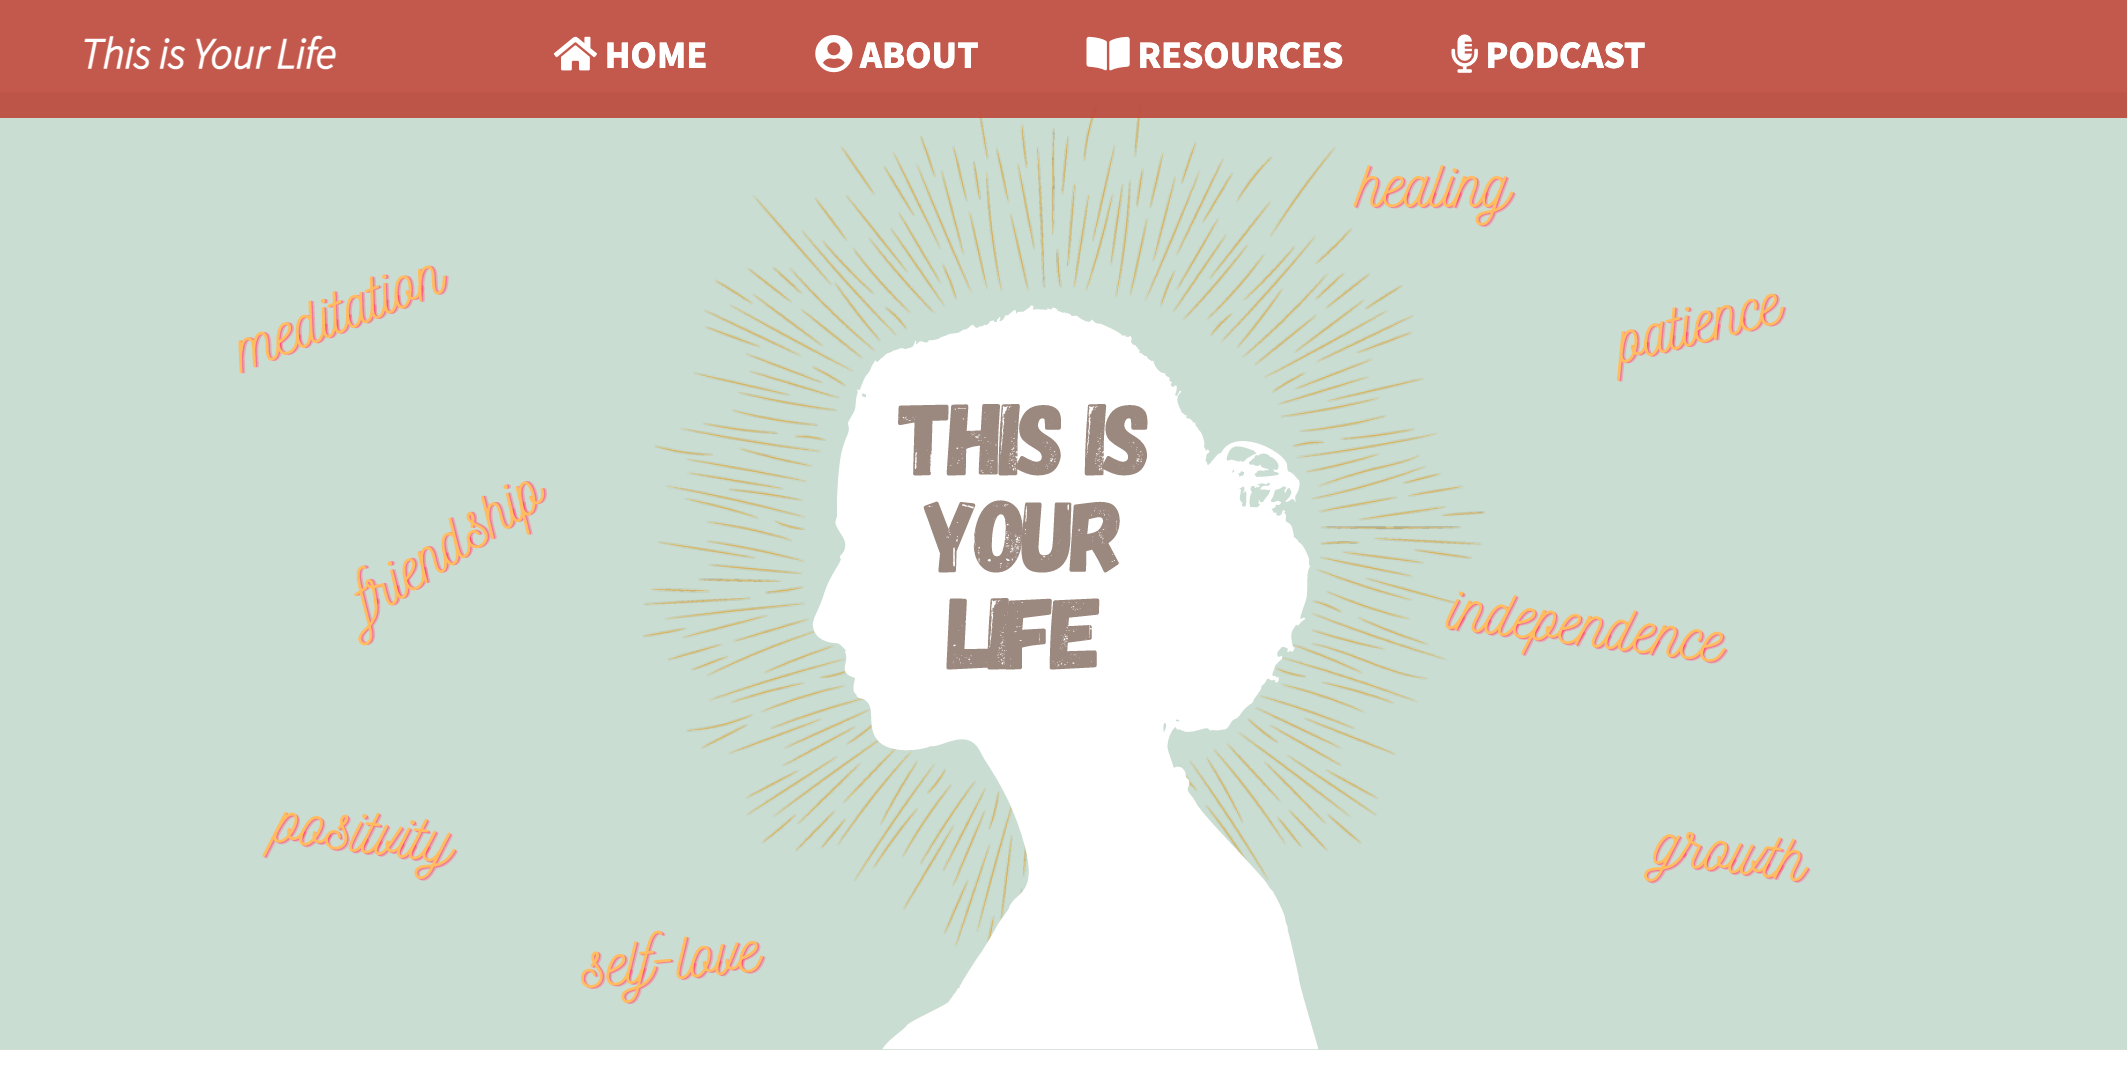 This is Your Life
HOME
ABOUT
RESOURCES
PODCAST
healing
meditation
patience
THIS IS
YOUR
LIFE
friendship
independence
positivity
growth
self-love